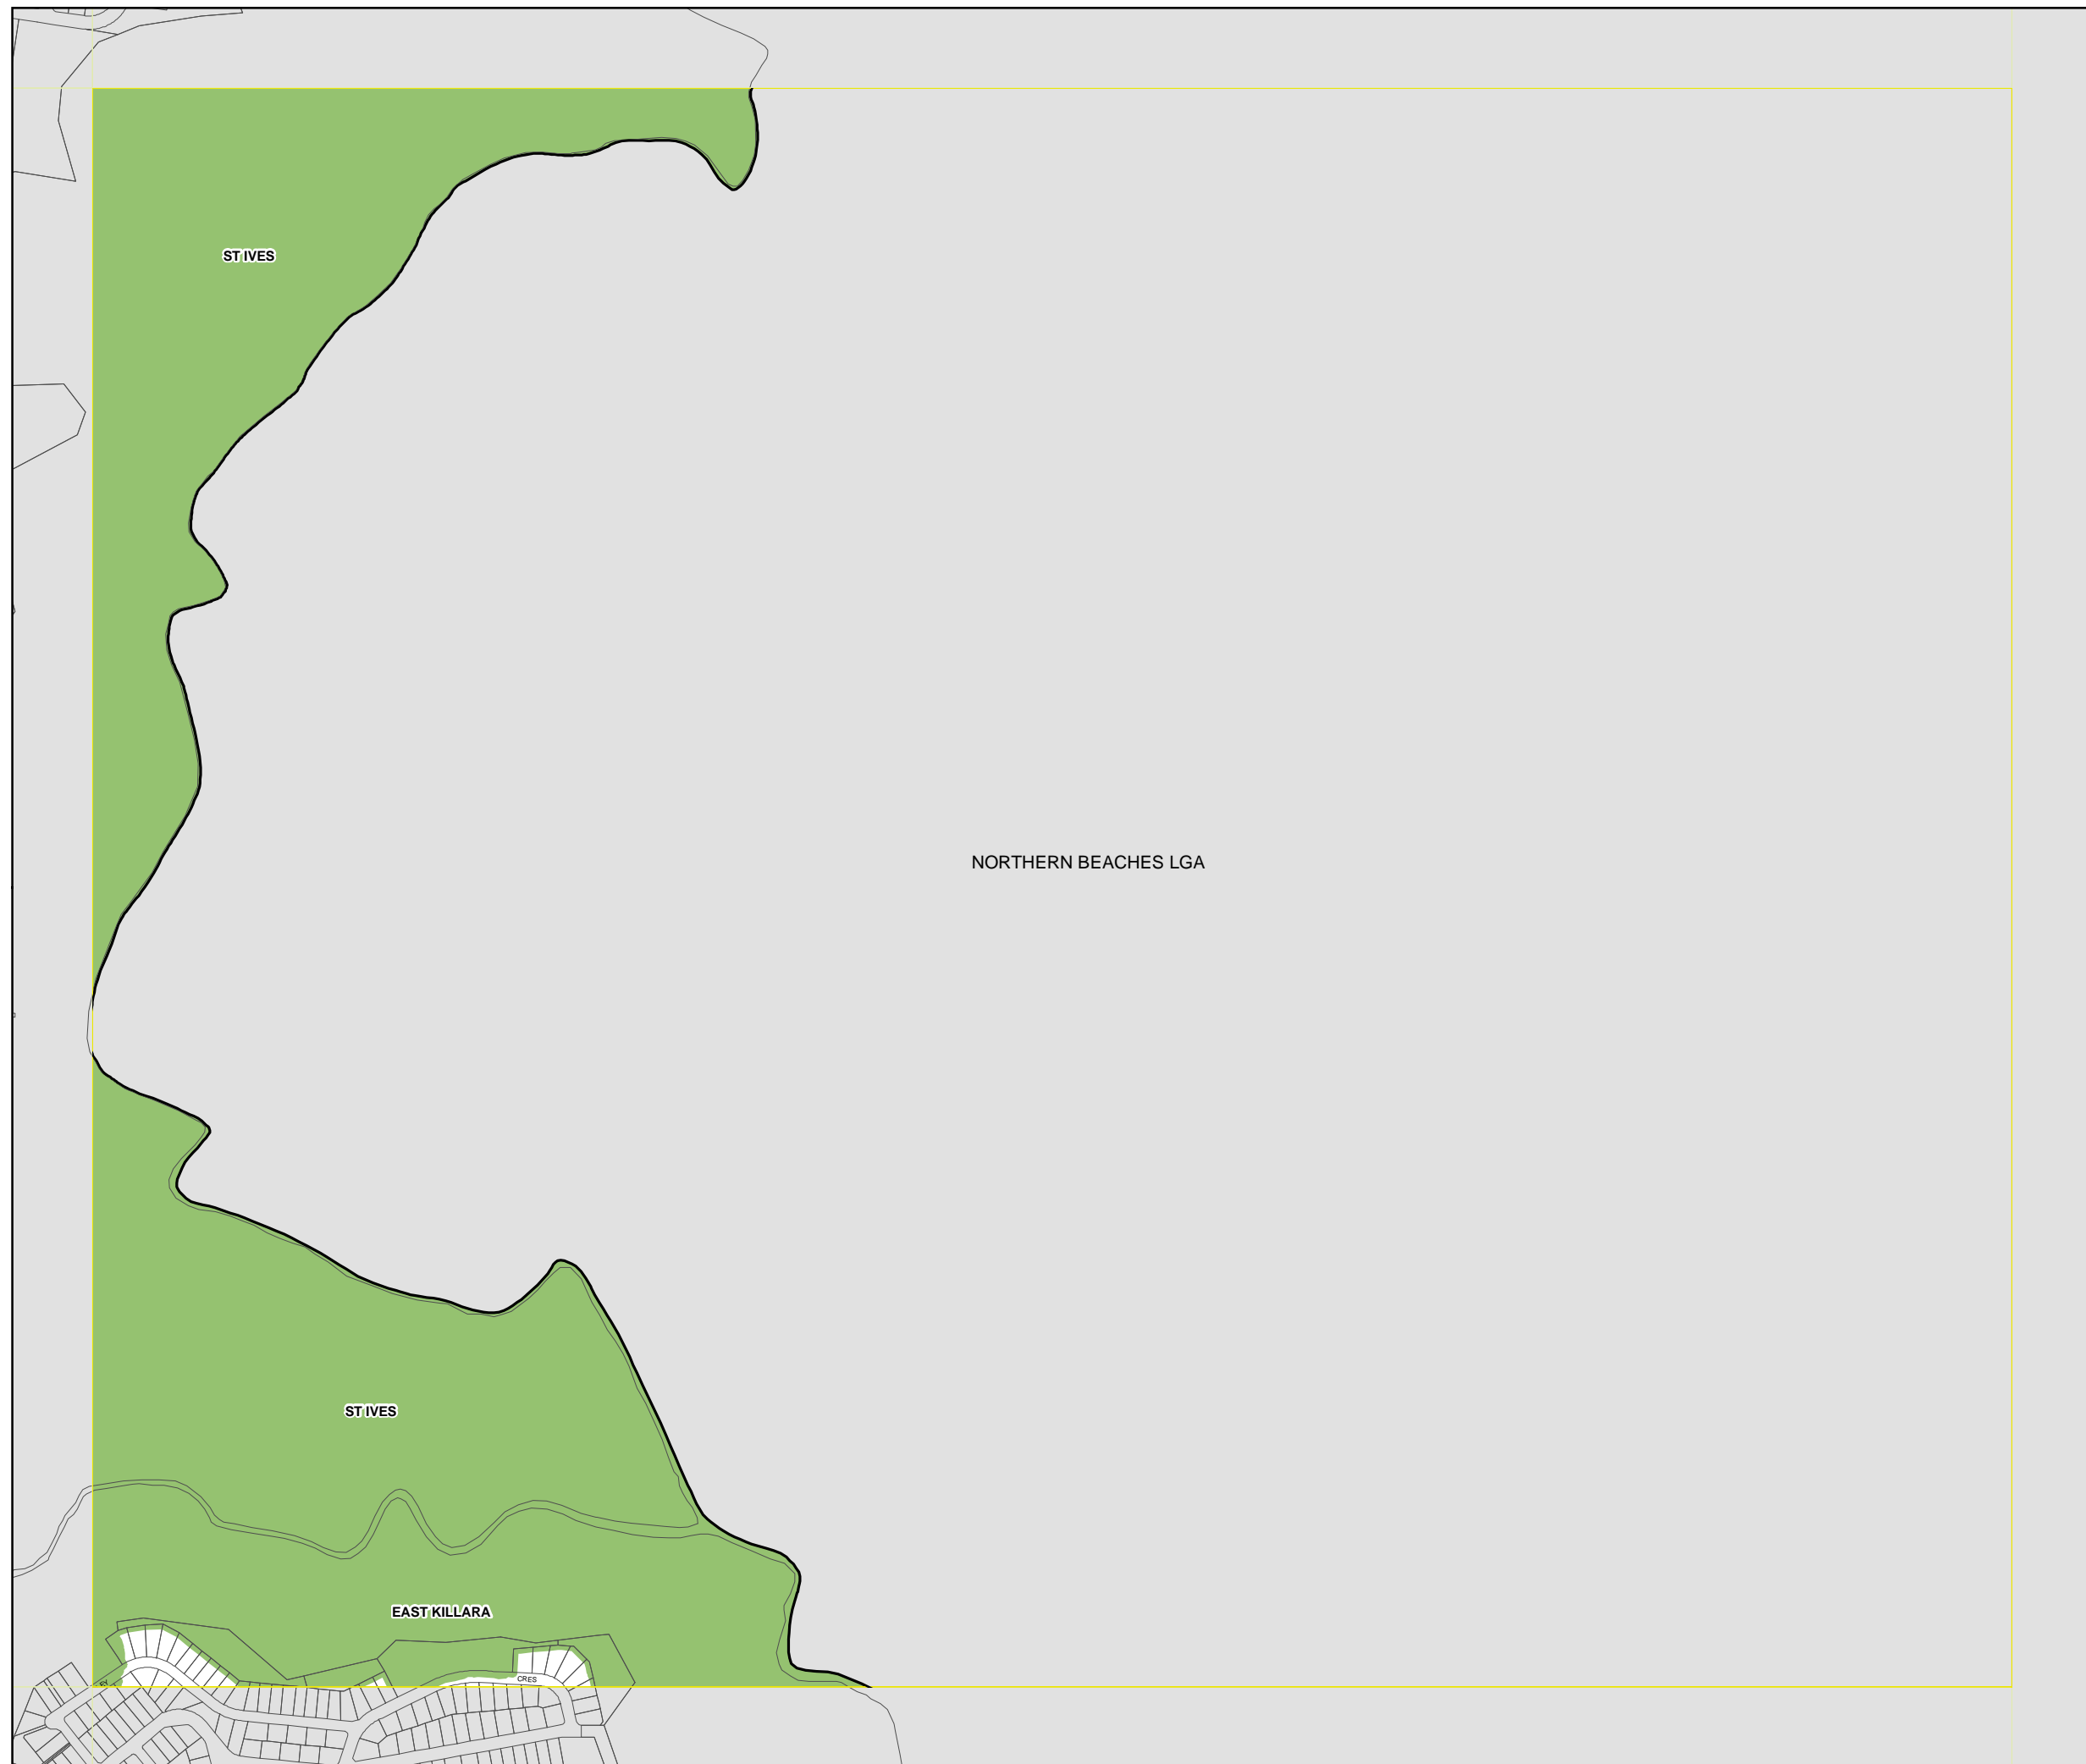 ST IVES
NORTHERN BEACHES LGA
ST IVES
EAST KILLARA
CRES